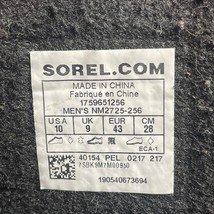 SOREL.COM
MADE IN CHINA
Fabriqué en Chine
1759651256
MEN'S NM2725-256
US UK EUR CM
10 9 43 28
ECA-1
40154 PEL 0217 217
190540673694